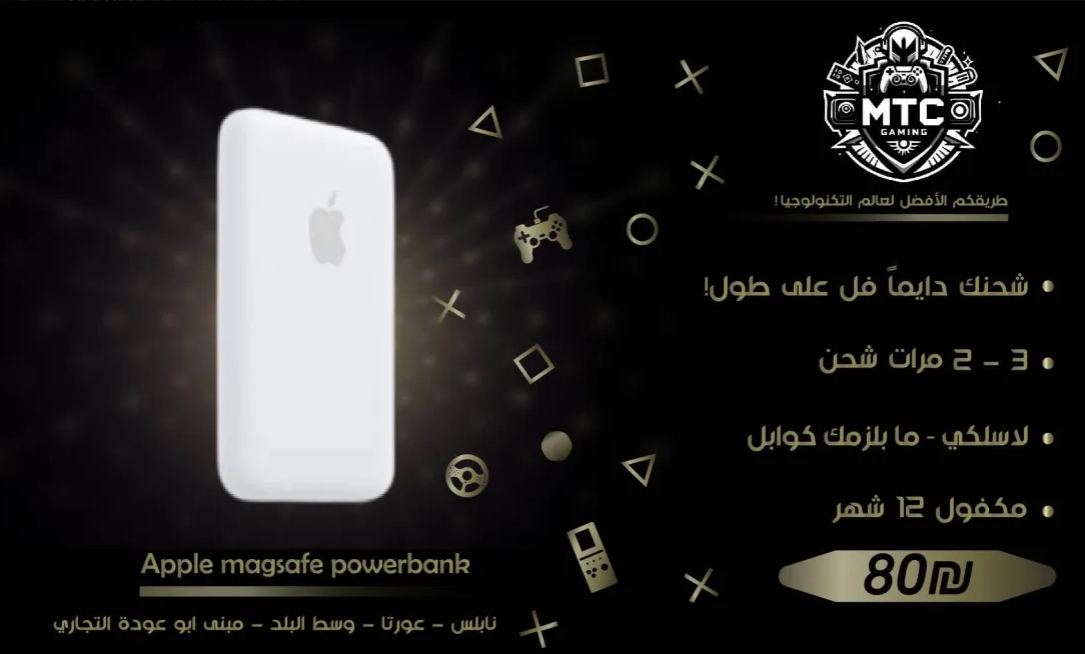 MTC
GAMING
طريقكم الأفضل لعالم التكنولوجيا!
شحنك دايماً فل على طول!
3 - 2 مرات شحن
لاسلكي - ما بلزمك كوابل
مكفول 12 شهر
80₪
Apple magsafe powerbank
نابلس - عورتا - وسط البلد - مبنى ابو عودة التجاري